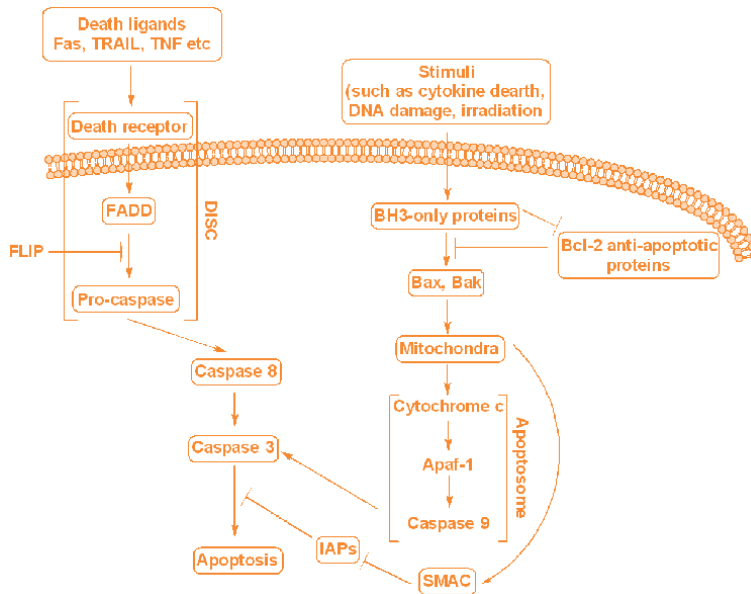 Death ligands
Fas, TRAIL, TNF etc
Stimuli
(such as cytokine dearth,
DNA damage, irradiation
Death receptor
FADD
DISC
BH3-only proteins
FLIP
Bcl-2 anti-apoptotic
proteins
Pro-caspase
Bax, Bak
Mitochondra
Caspase 8
Cytochrome c
Apoptosome
Caspase 3
Apaf-1
Caspase 9
IAPs
Apoptosis
SMAC